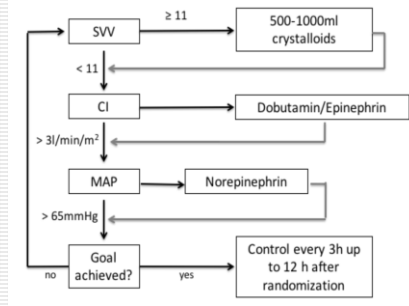 ≥ 11
SVV
500-1000ml
crystalloids
< 11
CI
Dobutamin/Epinephrin
> 3l/min/m²
MAP
Norepinephrin
> 65mmHg
Goal
achieved?
no
yes
Control every 3h up
to 12 h after
randomization